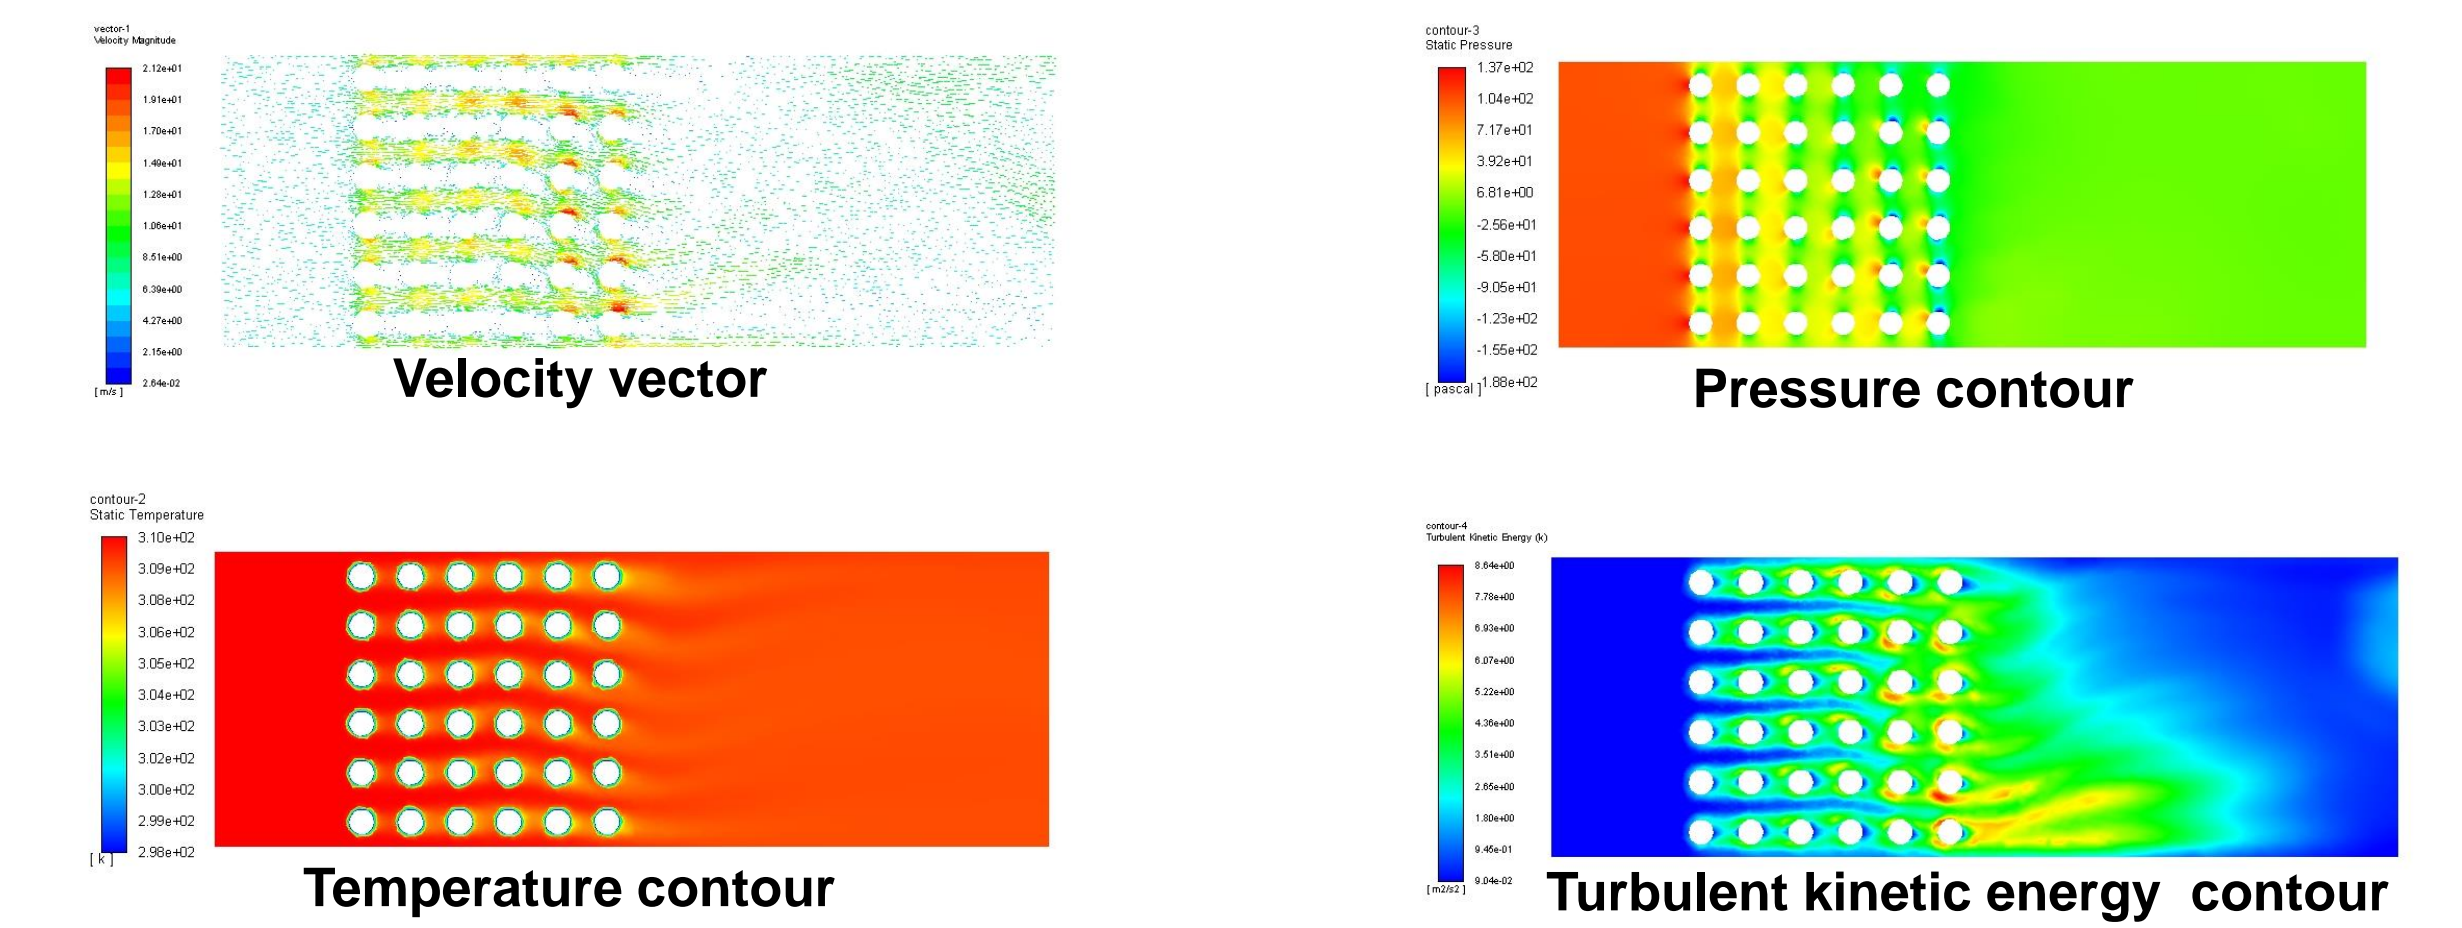 vector-1
Velocity Magnitude
2.12e+01
1.91e+01
1.70e+01
1.49e+01
1.28e+01
1.06e+01
8.51e+00
6.39e+00
4.27e+00
2.15e+00
2.64e-02
[ m/s ]
Velocity vector
contour-3
Static Pressure
1.37e+02
1.04e+02
7.17e+01
3.92e+01
6.81e+00
-2.56e+01
-5.80e+01
-9.05e+01
-1.23e+02
-1.55e+02
1.88e+02
[ pascal ]
Pressure contour
contour-2
Static Temperature
3.10e+02
3.09e+02
3.08e+02
3.06e+02
3.05e+02
3.04e+02
3.03e+02
3.02e+02
3.00e+02
2.99e+02
2.98e+02
[ k ]
Temperature contour
contour-4
Turbulent Kinetic Energy (k)
8.64e+00
7.78e+00
6.93e+00
6.07e+00
5.22e+00
4.36e+00
3.51e+00
2.65e+00
1.80e+00
9.45e-01
9.04e-02
[ m2/s2 ]
Turbulent kinetic energy contour